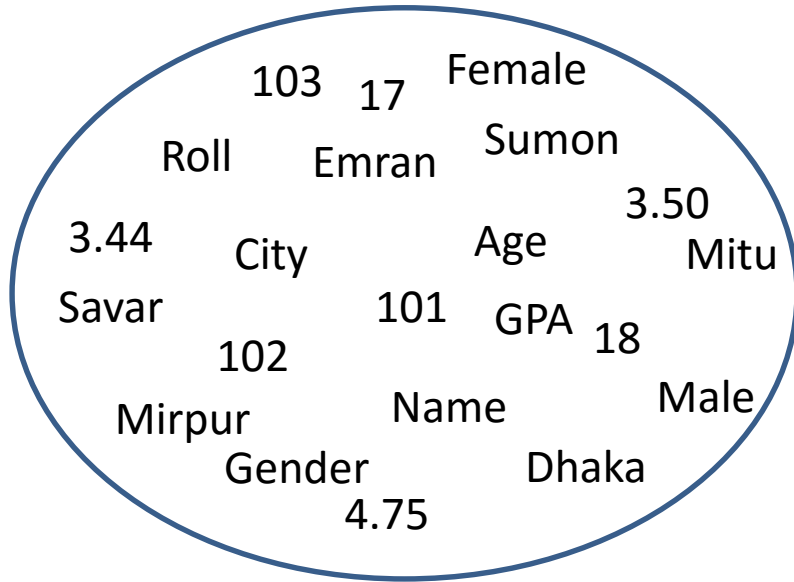 Female
103
17
Sumon
Roll
Emran
3.50
3.44
City
Age
Mitu
Savar
101
GPA
18
102
Male
Mirpur
Name
Gender
Dhaka
4.75